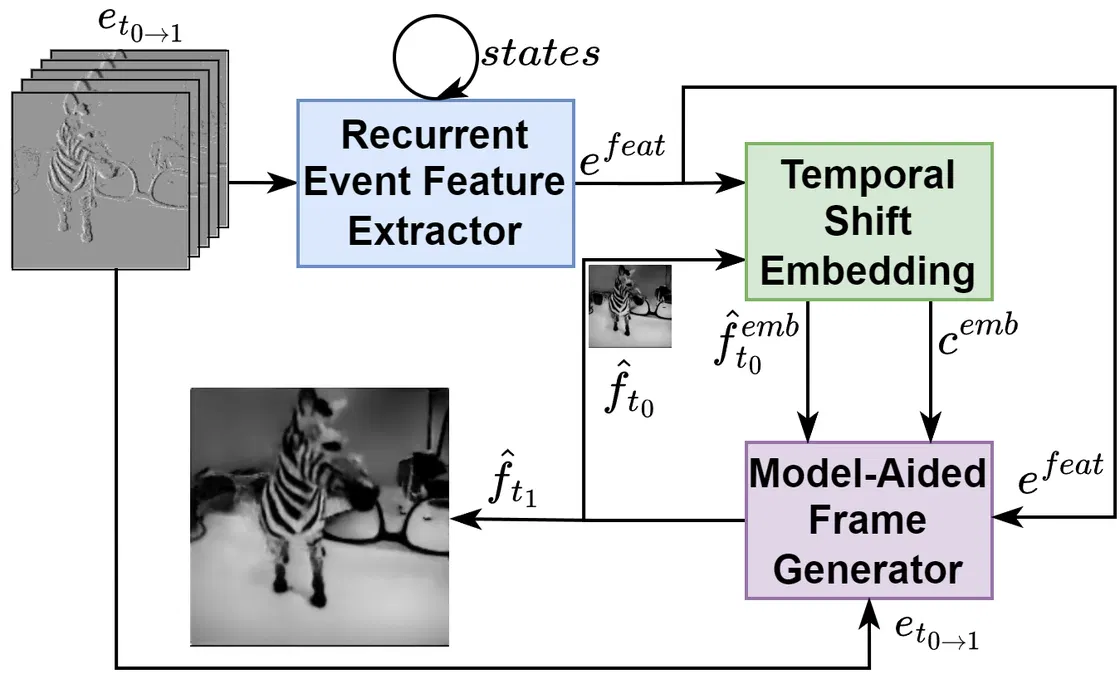 e_{t_{0→1}}
states
Recurrent
Event Feature
Extractor
e^{feat}
Temporal
Shift
Embedding
\hat{f}_{t_0}
\hat{f}_{t_0}^{emb}
c^{emb}
\hat{f}_{t_1}
Model-Aided
Frame
Generator
e^{feat}
e_{t_{0→1}}